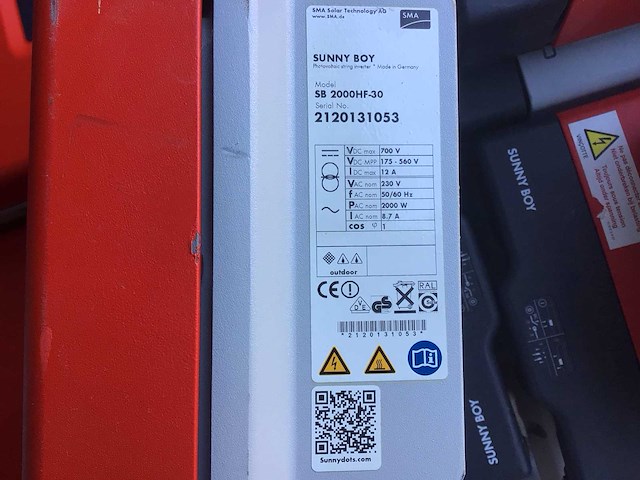 SMA Solar Technology AG
www.SMA.de
SMA
SUNNY BOY
Photovoltaic string inverter * Made in Germany
Model
SB 2000HF-30
Serial No.
2120131053
VDC max 700 V
VDC MPP 175 - 560 V
IDC max 12 A
VAC nom 230 V
fAC nom 50/60 Hz
PAC nom 2000 W
IAC nom 8.7 A
cos φ 1
outdoor
CE
VDE
GS
RAL
C
*2120131053*
i
Sunnydots.com
SUNNY BOY
SUNNY BOY